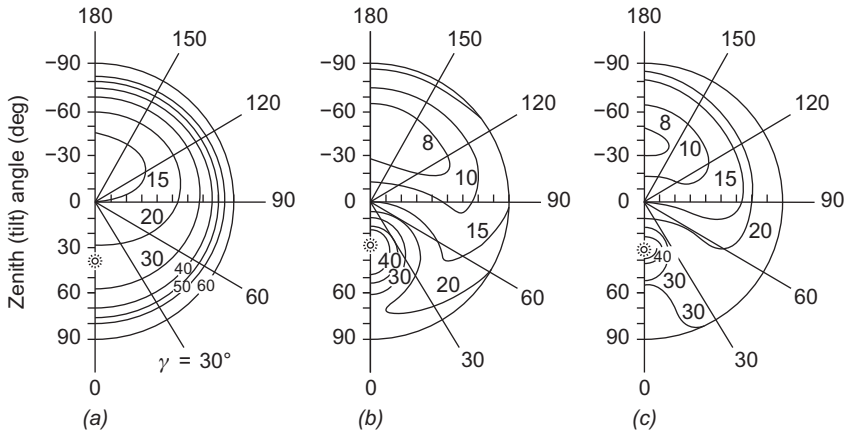 180 180 180
150 150 150
−90 −90 −90
−60 120 −60 120 −60 120
8 8
−30 −30 10 −30 10
15 15
0 90 0 90 0 90
20 15 20
30 30 40 30 40
30 40 30 20 30
60 50 60 60 60 60 60 30 60
90 90 90
γ = 30° 30 30
0 0 0
Zenith (tilt) angle (deg)
(a) (b) (c)